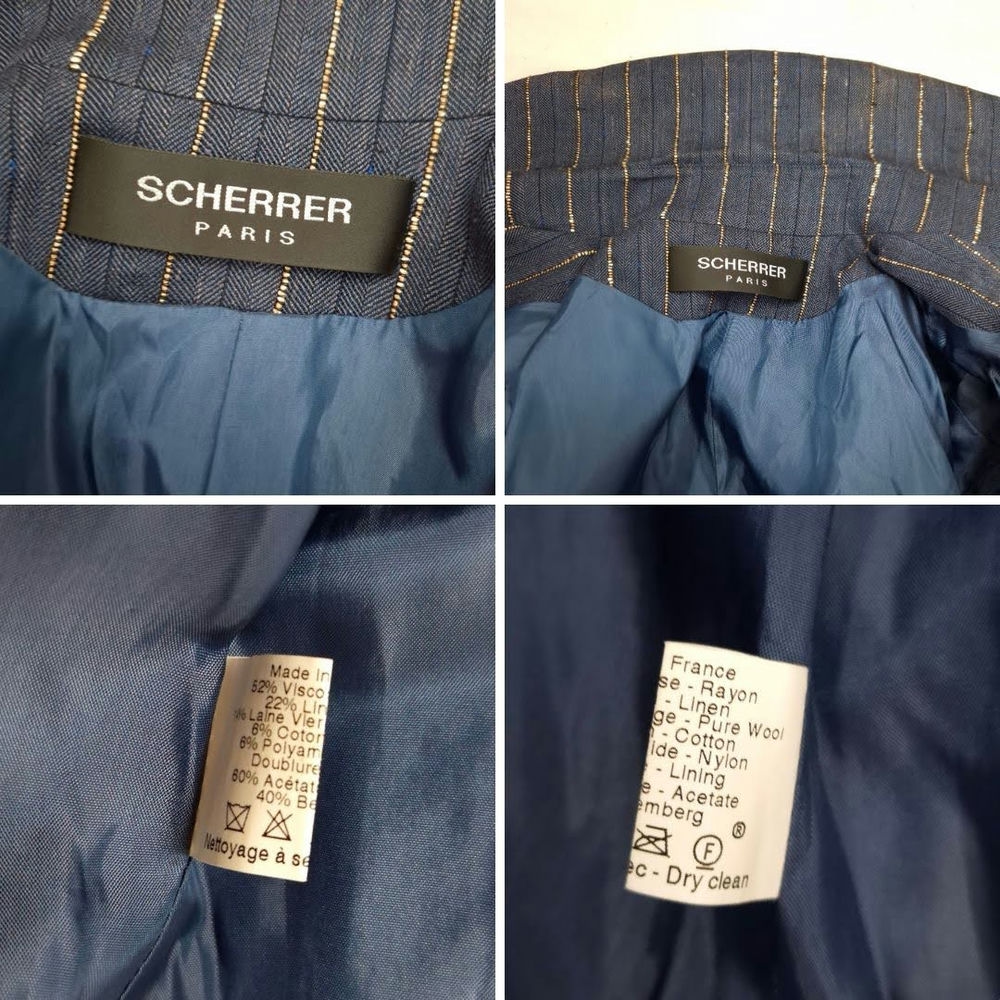 SCHERRER
PARIS
SCHERRER
PARIS
Made in
52% Visco
22% Lin
% Laine Vier
6% Coton
6% Polyam
Doublure
60% Acétat
40% Be
Nettoyage à se
France
se - Rayon
- Linen
ge - Pure Wool
- Cotton
ide - Nylon
- Lining
e - Acetate
emberg
®
F
ec - Dry clean